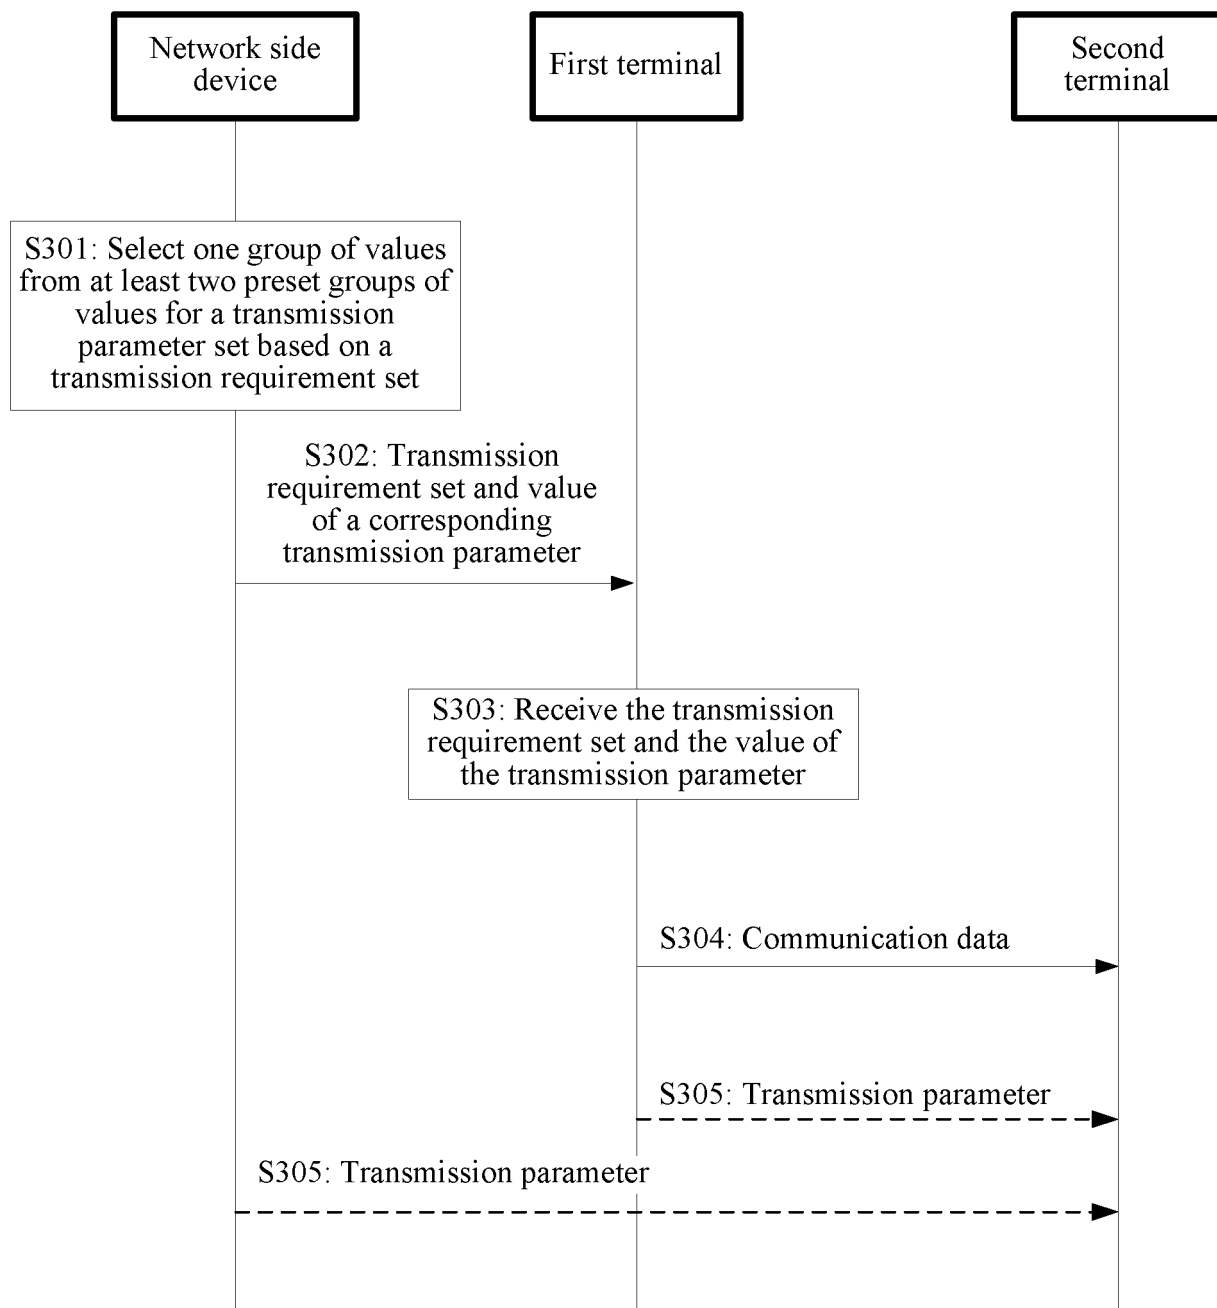 Network side
device
First terminal
Second
terminal
S301: Select one group of values
from at least two preset groups of
values for a transmission
parameter set based on a
transmission requirement set
S302: Transmission
requirement set and value
of a corresponding
transmission parameter
S303: Receive the transmission
requirement set and the value of
the transmission parameter
S304: Communication data
S305: Transmission parameter
S305: Transmission parameter